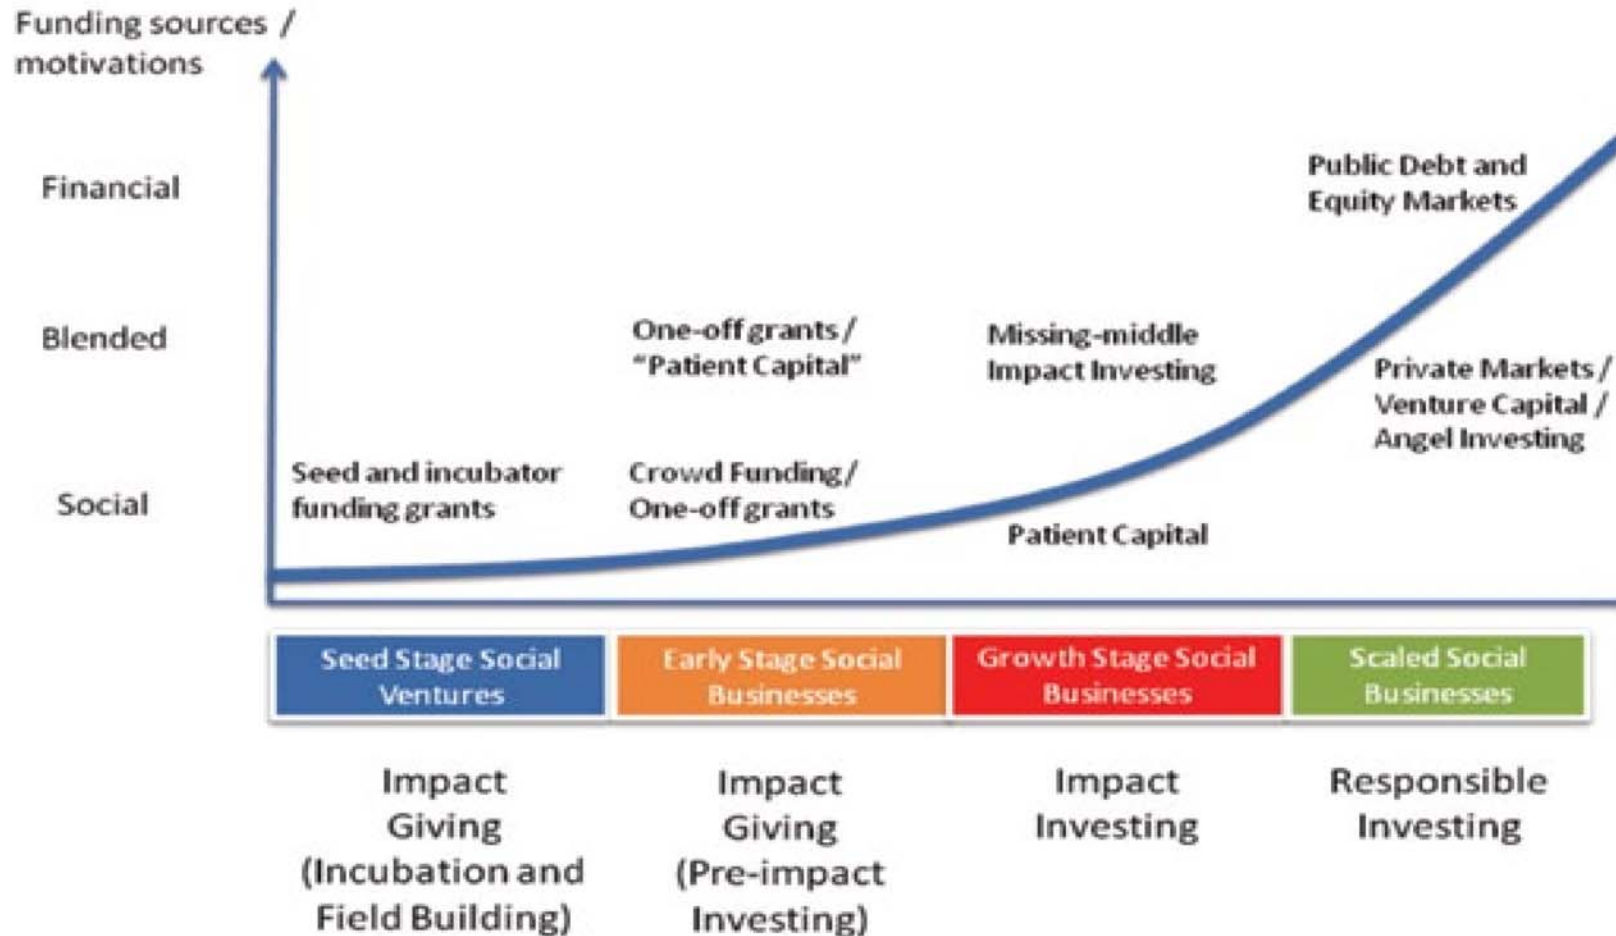 Funding sources /
motivations
Financial
Blended
Social
Public Debt and
Equity Markets
One-off grants /
"Patient Capital"
Missing-middle
Impact Investing
Private Markets /
Venture Capital /
Angel Investing
Seed and incubator
funding grants
Crowd Funding/
One-off grants
Patient Capital
Seed Stage Social
Ventures
Early Stage Social
Businesses
Growth Stage Social
Businesses
Scaled Social
Businesses
Impact
Giving
(Incubation and
Field Building)
Impact
Giving
(Pre-impact
Investing)
Impact
Investing
Responsible
Investing